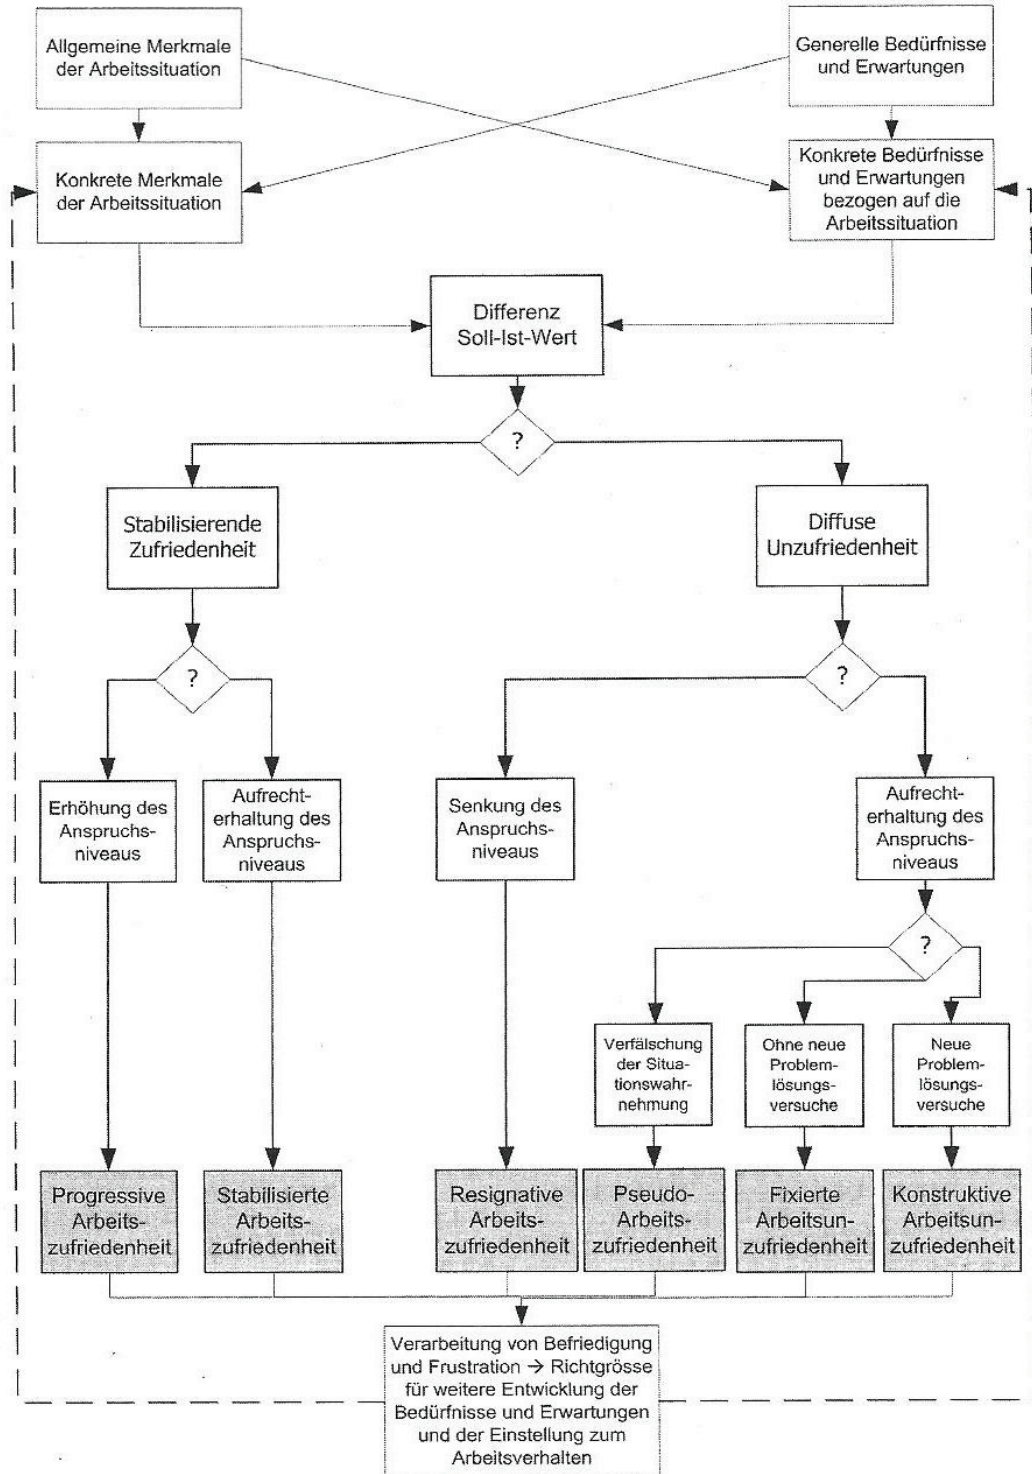 Allgemeine Merkmale
der Arbeitssituation
Generelle Bedürfnisse
und Erwartungen
Konkrete Merkmale
der Arbeitssituation
Konkrete Bedürfnisse
und Erwartungen
bezogen auf die
Arbeitssituation
Differenz
Soll-Ist-Wert
?
Stabilisierende
Zufriedenheit
Diffuse
Unzufriedenheit
?
?
Erhöhung des
Anspruchs-
niveaus
Aufrecht-
erhaltung des
Anspruchs-
niveaus
Senkung des
Anspruchs-
niveaus
Aufrecht-
erhaltung des
Anspruchs-
niveaus
?
Verfälschung
der Situa-
tionswahr-
nehmung
Ohne neue
Problem-
lösungs-
versuche
Neue
Problem-
lösungs-
versuche
Progressive
Arbeits-
zufriedenheit
Stabilisierte
Arbeits-
zufriedenheit
Resignative
Arbeits-
zufriedenheit
Pseudo-
Arbeits-
zufriedenheit
Fixierte
Arbeitsun-
zufriedenheit
Konstruktive
Arbeitsun-
zufriedenheit
Verarbeitung von Befriedigung
und Frustration → Richtgrösse
für weitere Entwicklung der
Bedürfnisse und Erwartungen
und der Einstellung zum
Arbeitsverhalten